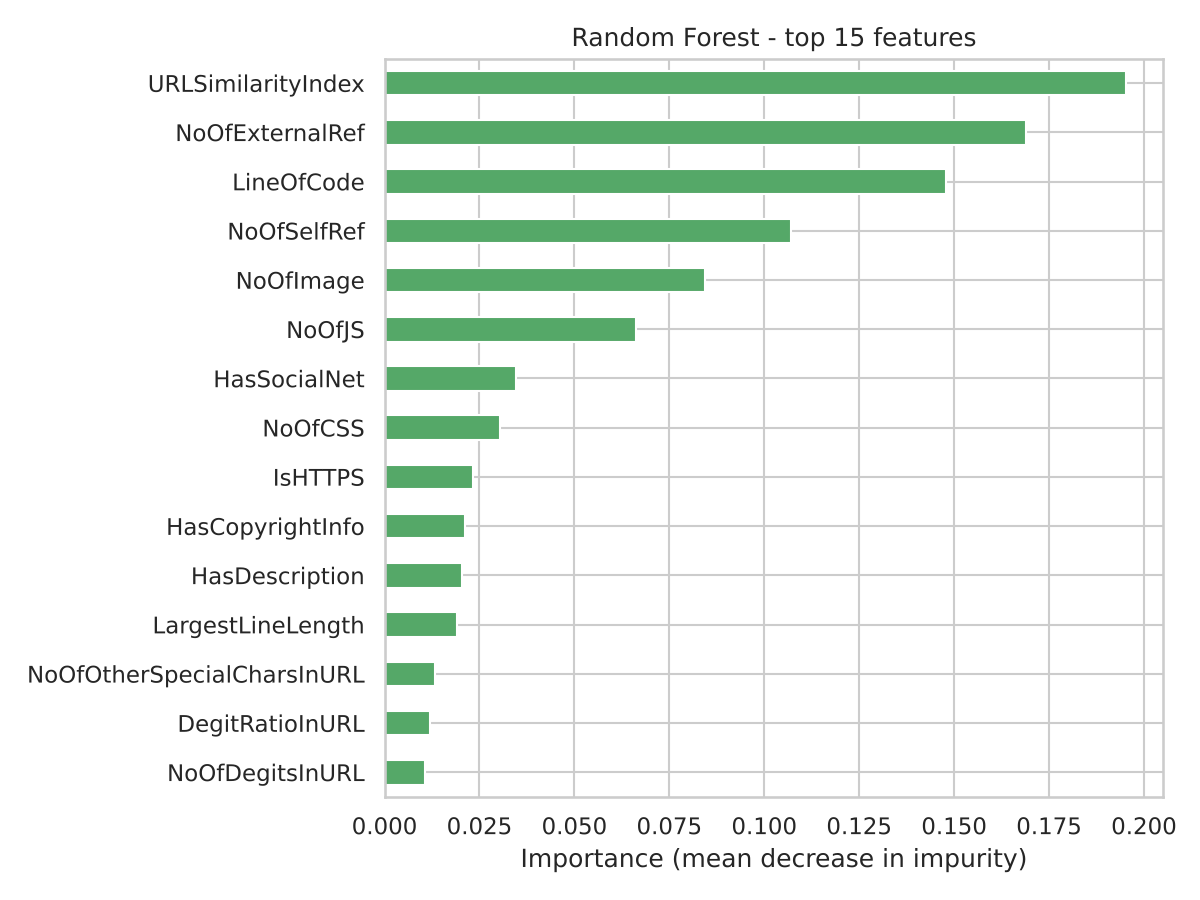 Random Forest - top 15 features
URLSimilarityIndex
NoOfExternalRef
LineOfCode
NoOfSelfRef
NoOfImage
NoOfJS
HasSocialNet
NoOfCSS
IsHTTPS
HasCopyrightInfo
HasDescription
LargestLineLength
NoOfOtherSpecialCharsInURL
DegitRatioInURL
NoOfDegitsInURL
0.000 0.025 0.050 0.075 0.100 0.125 0.150 0.175 0.200
Importance (mean decrease in impurity)